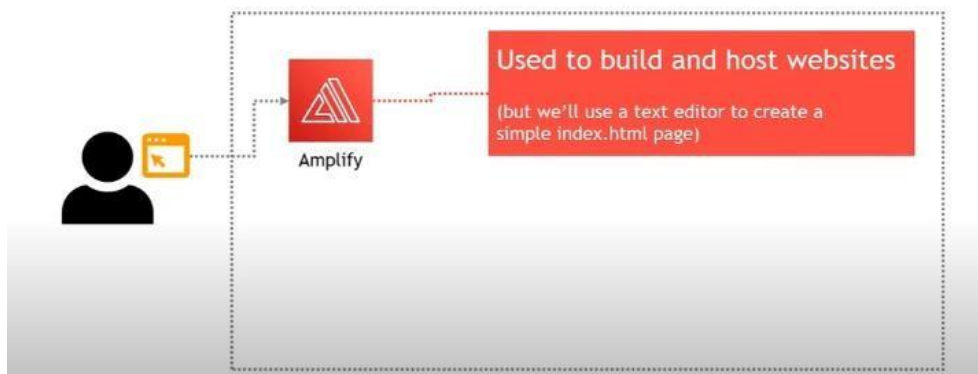 Used to build and host websites
(but we'll use a text editor to create a
simple index.html page)
Amplify